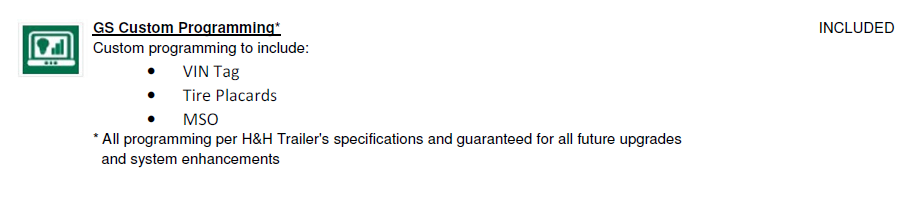 GS Custom Programming*
INCLUDED
Custom programming to include:
• VIN Tag
• Tire Placards
• MSO
* All programming per H&H Trailer's specifications and guaranteed for all future upgrades
and system enhancements